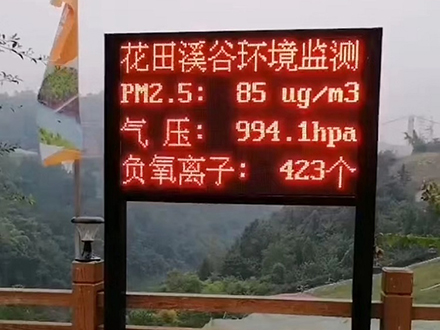 花田溪谷环境监测
PM2.5: 85 ug/m3
气 压: 994.1hpa
负氧离子: 423个